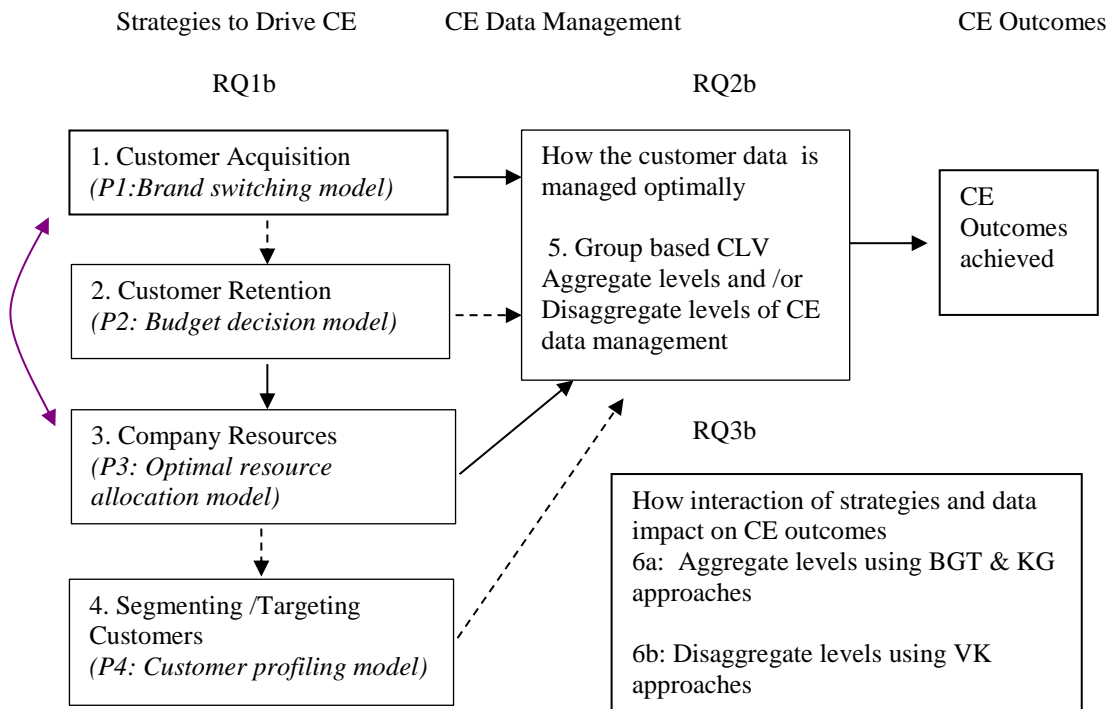 Strategies to Drive CE
CE Data Management
CE Outcomes
RQ1b
RQ2b
1. Customer Acquisition
(P1:Brand switching model)
2. Customer Retention
(P2: Budget decision model)
3. Company Resources
(P3: Optimal resource
allocation model)
4. Segmenting /Targeting
Customers
(P4: Customer profiling model)
How the customer data is
managed optimally
5. Group based CLV
Aggregate levels and /or
Disaggregate levels of CE
data management
CE
Outcomes
achieved
RQ3b
How interaction of strategies and data
impact on CE outcomes
6a: Aggregate levels using BGT & KG
approaches
6b: Disaggregate levels using VK
approaches